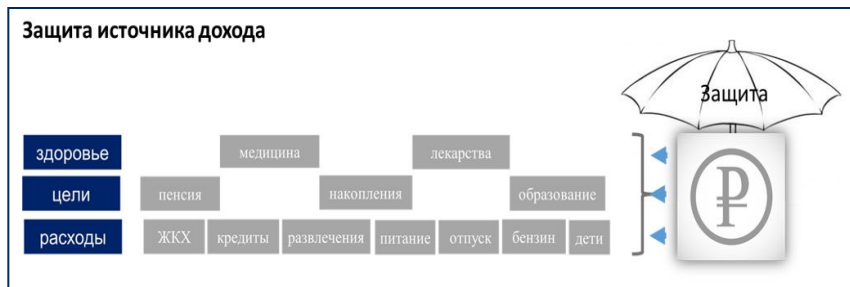 Защита источника дохода
Защита
здоровье медицина лекарства
цели пенсия накопления образование
расходы ЖКХ кредиты развлечения питание отпуск бензин дети